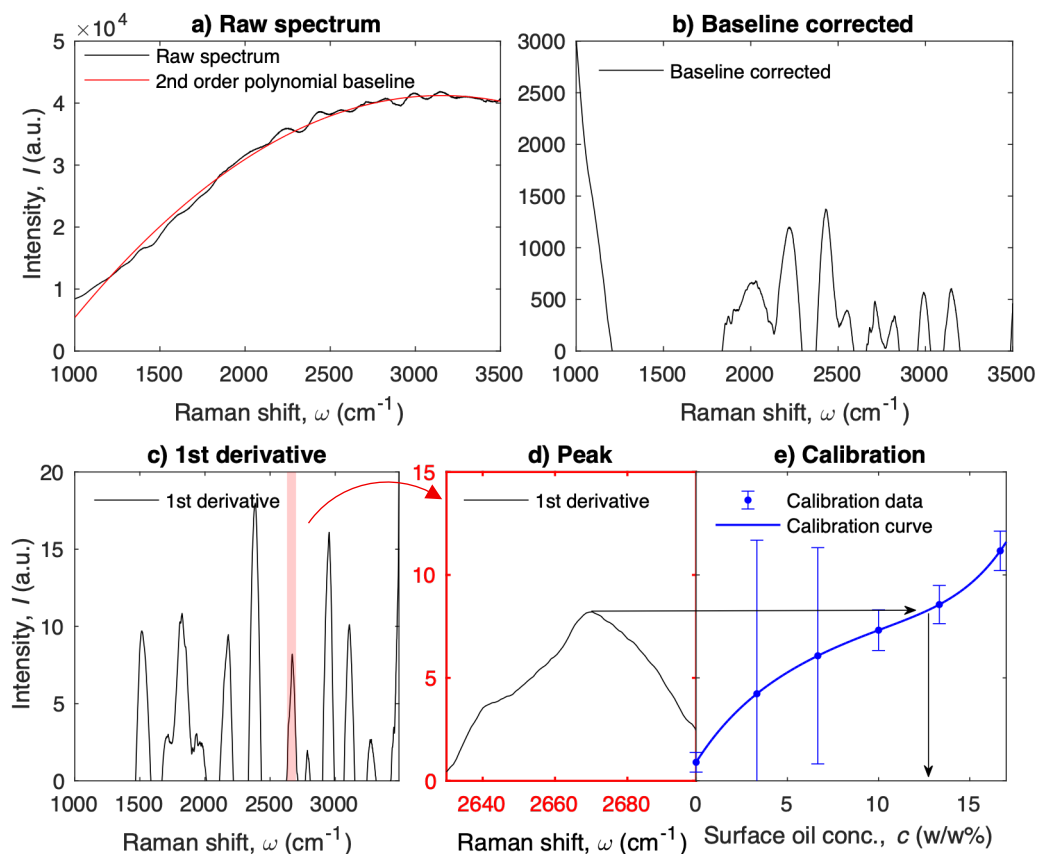 a) Raw spectrum
×10⁴
Raw spectrum
2nd order polynomial baseline
5
4
3
2
1
0
Intensity, I (a.u.)
1000 1500 2000 2500 3000 3500
Raman shift, ω (cm⁻¹)
b) Baseline corrected
Baseline corrected
3000
2500
2000
1500
1000
500
0
1000 1500 2000 2500 3000 3500
Raman shift, ω (cm⁻¹)
c) 1st derivative
1st derivative
20
15
10
5
0
Intensity, I (a.u.)
1000 1500 2000 2500 3000
Raman shift, ω (cm⁻¹)
d) Peak
1st derivative
15
10
5
0
2640 2660 2680
Raman shift, ω (cm⁻¹)
e) Calibration
Calibration data
Calibration curve
0 5 10 15
Surface oil conc., c (w/w%)